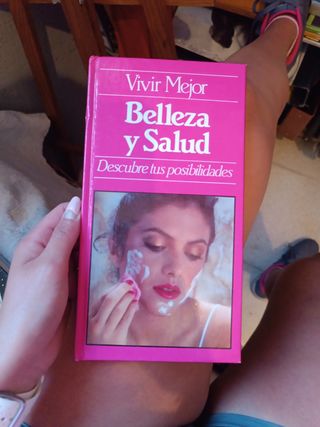 Vivir Mejor
Belleza
y Salud
Descubre tus posibilidades